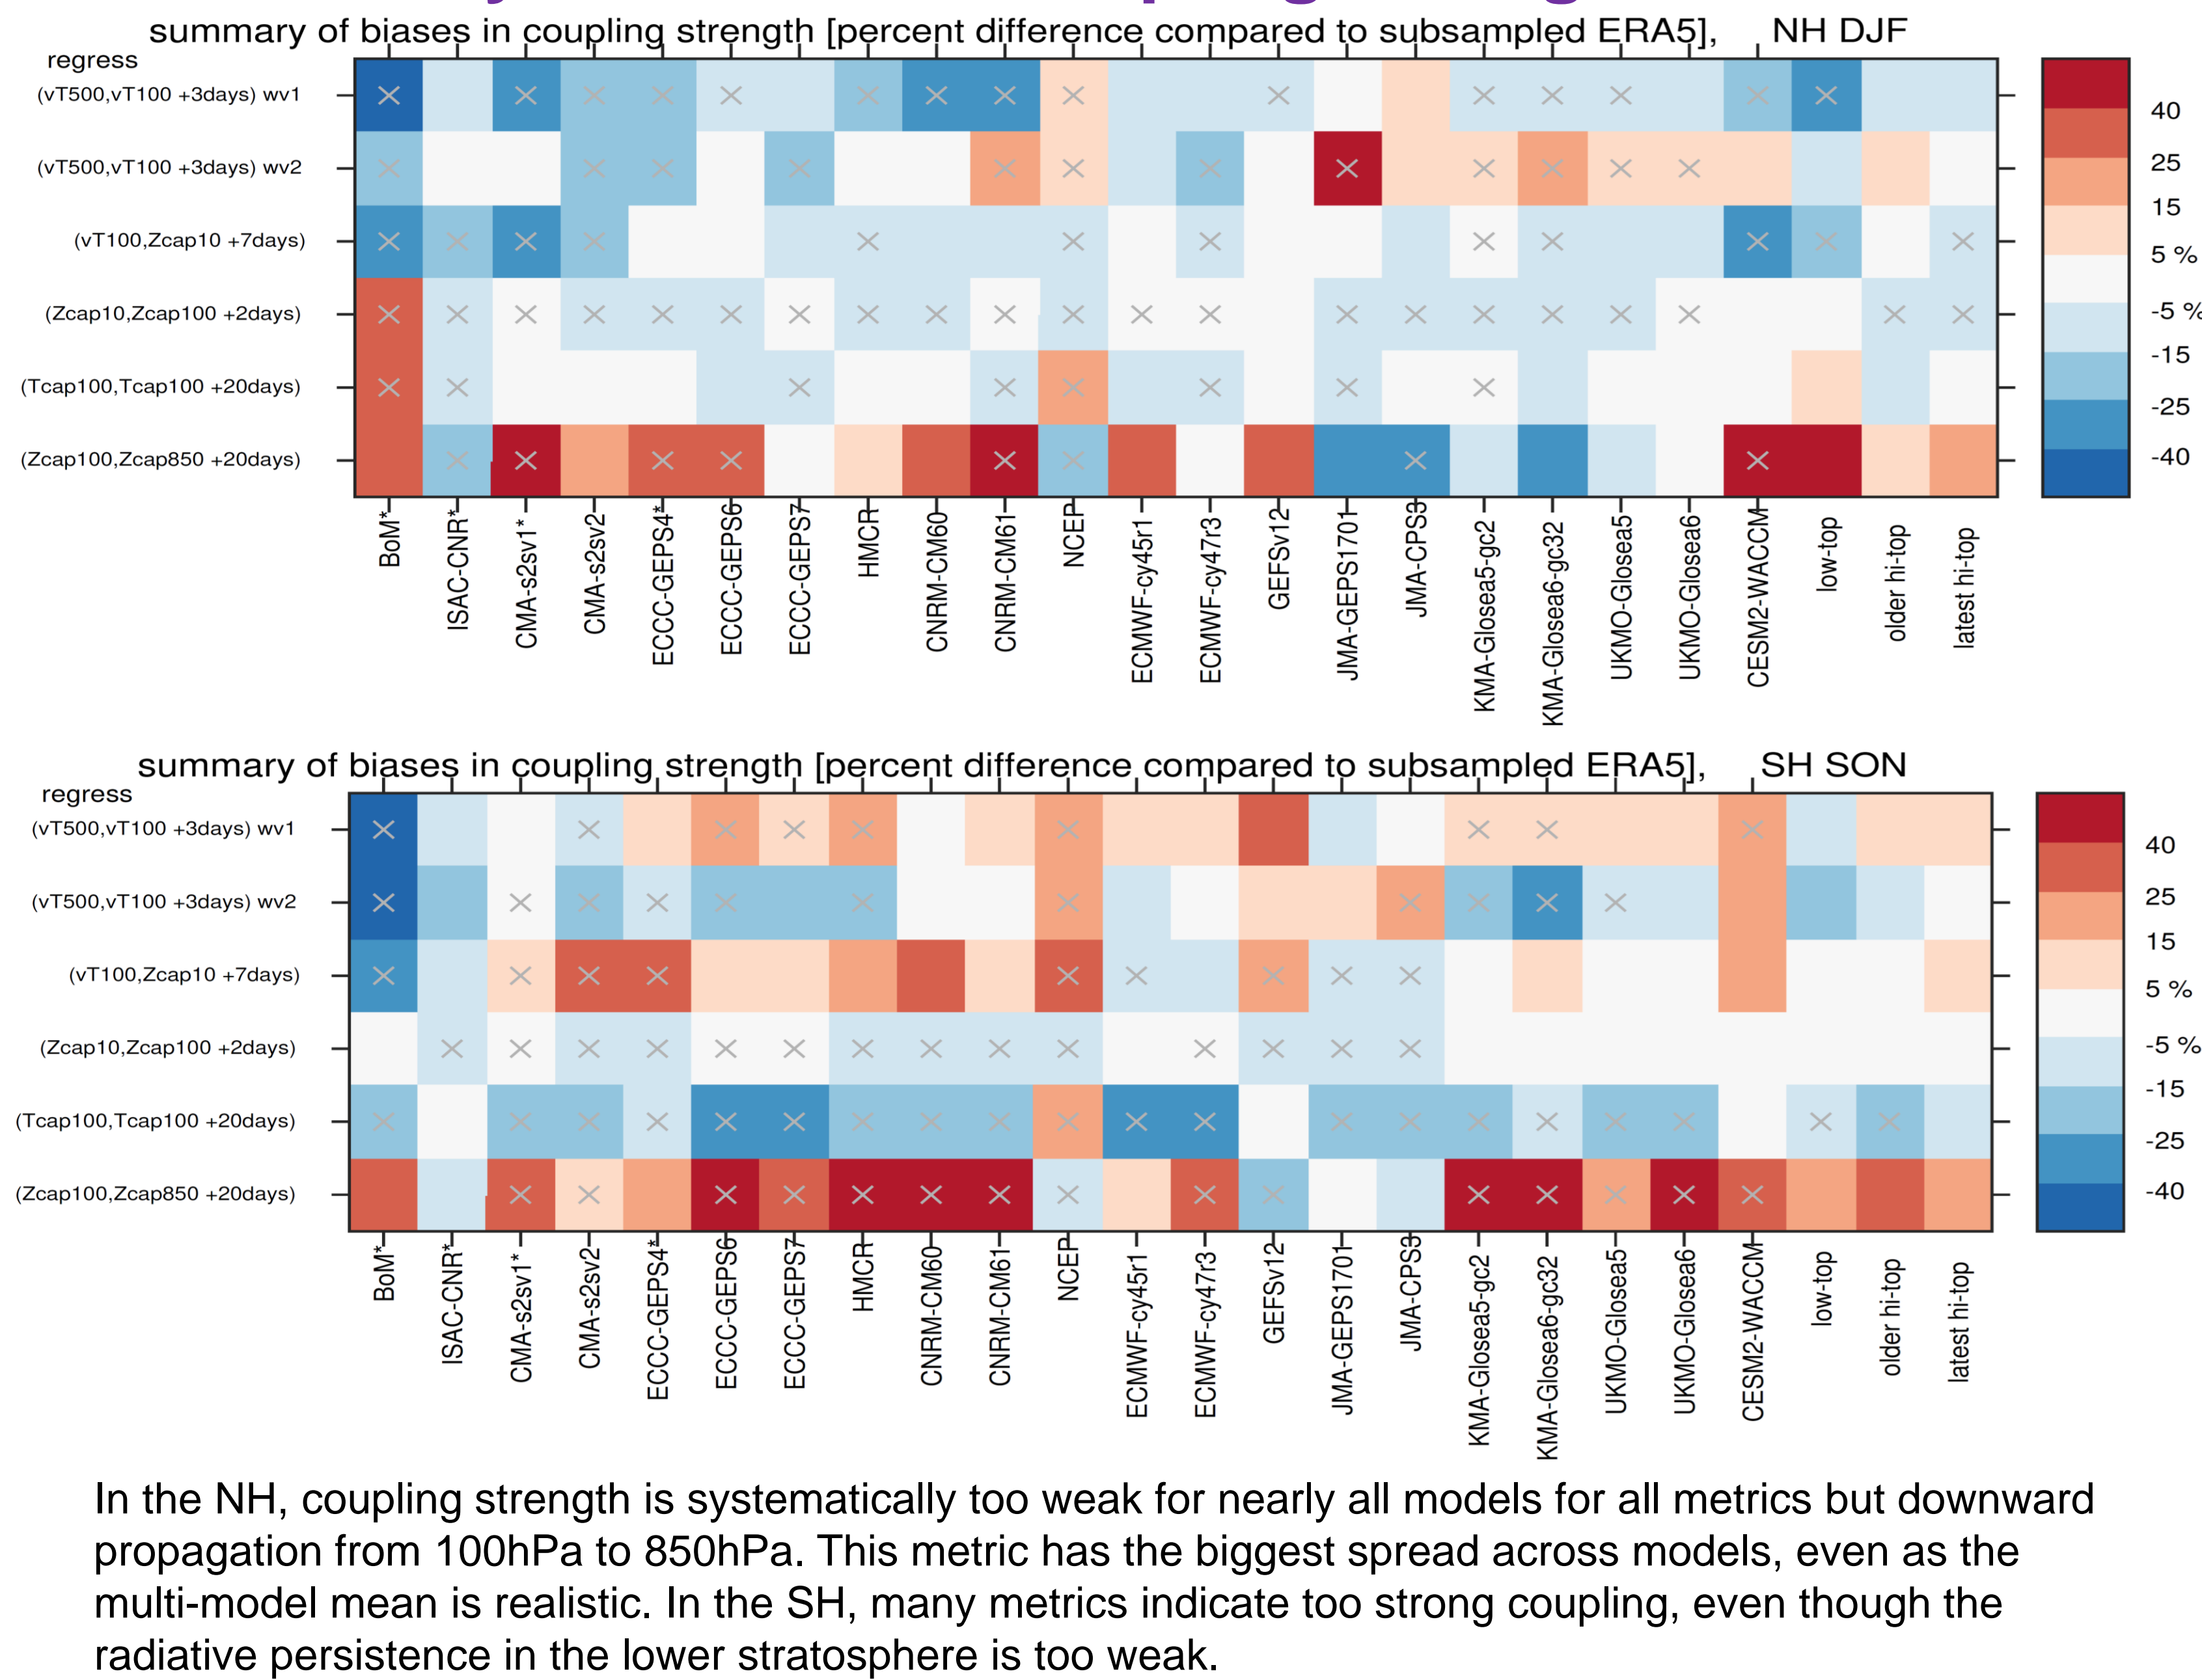 summary of biases in coupling strength [percent difference compared to subsampled ERA5], NH DJF
regress
(vT500,vT100 +3days) wv1
(vT500,vT100 +3days) wv2
(vT100,Zcap10 +7days)
(Zcap10,Zcap100 +2days)
(Tcap100,Tcap100 +20days)
(Zcap100,Zcap850 +20days)
40
25
15
5 %
-5 %
-15
-25
-40
BoM*
ISAC-CNR*
CMA-s2sv1*
CMA-s2sv2
ECCC-GEPS4*
ECCC-GEPS6
ECCC-GEPS7
HMCR
CNRM-CM60
CNRM-CM61
NCEP
ECMWF-cy45r1
ECMWF-cy47r3
GEFSv12
JMA-GEPS1701
JMA-CPS3
KMA-Glosea5-gc2
KMA-Glosea6-gc32
UKMO-Glosea5
UKMO-Glosea6
CESM2-WACCM
low-top
older hi-top
latest hi-top
summary of biases in coupling strength [percent difference compared to subsampled ERA5], SH SON
regress
(vT500,vT100 +3days) wv1
(vT500,vT100 +3days) wv2
(vT100,Zcap10 +7days)
(Zcap10,Zcap100 +2days)
(Tcap100,Tcap100 +20days)
(Zcap100,Zcap850 +20days)
40
25
15
5 %
-5 %
-15
-25
-40
BoM*
ISAC-CNR*
CMA-s2sv1*
CMA-s2sv2
ECCC-GEPS4*
ECCC-GEPS6
ECCC-GEPS7
HMCR
CNRM-CM60
CNRM-CM61
NCEP
ECMWF-cy45r1
ECMWF-cy47r3
GEFSv12
JMA-GEPS1701
JMA-CPS3
KMA-Glosea5-gc2
KMA-Glosea6-gc32
UKMO-Glosea5
UKMO-Glosea6
CESM2-WACCM
low-top
older hi-top
latest hi-top
In the NH, coupling strength is systematically too weak for nearly all models for all metrics but downward
propagation from 100hPa to 850hPa. This metric has the biggest spread across models, even as the
multi-model mean is realistic. In the SH, many metrics indicate too strong coupling, even though the
radiative persistence in the lower stratosphere is too weak.